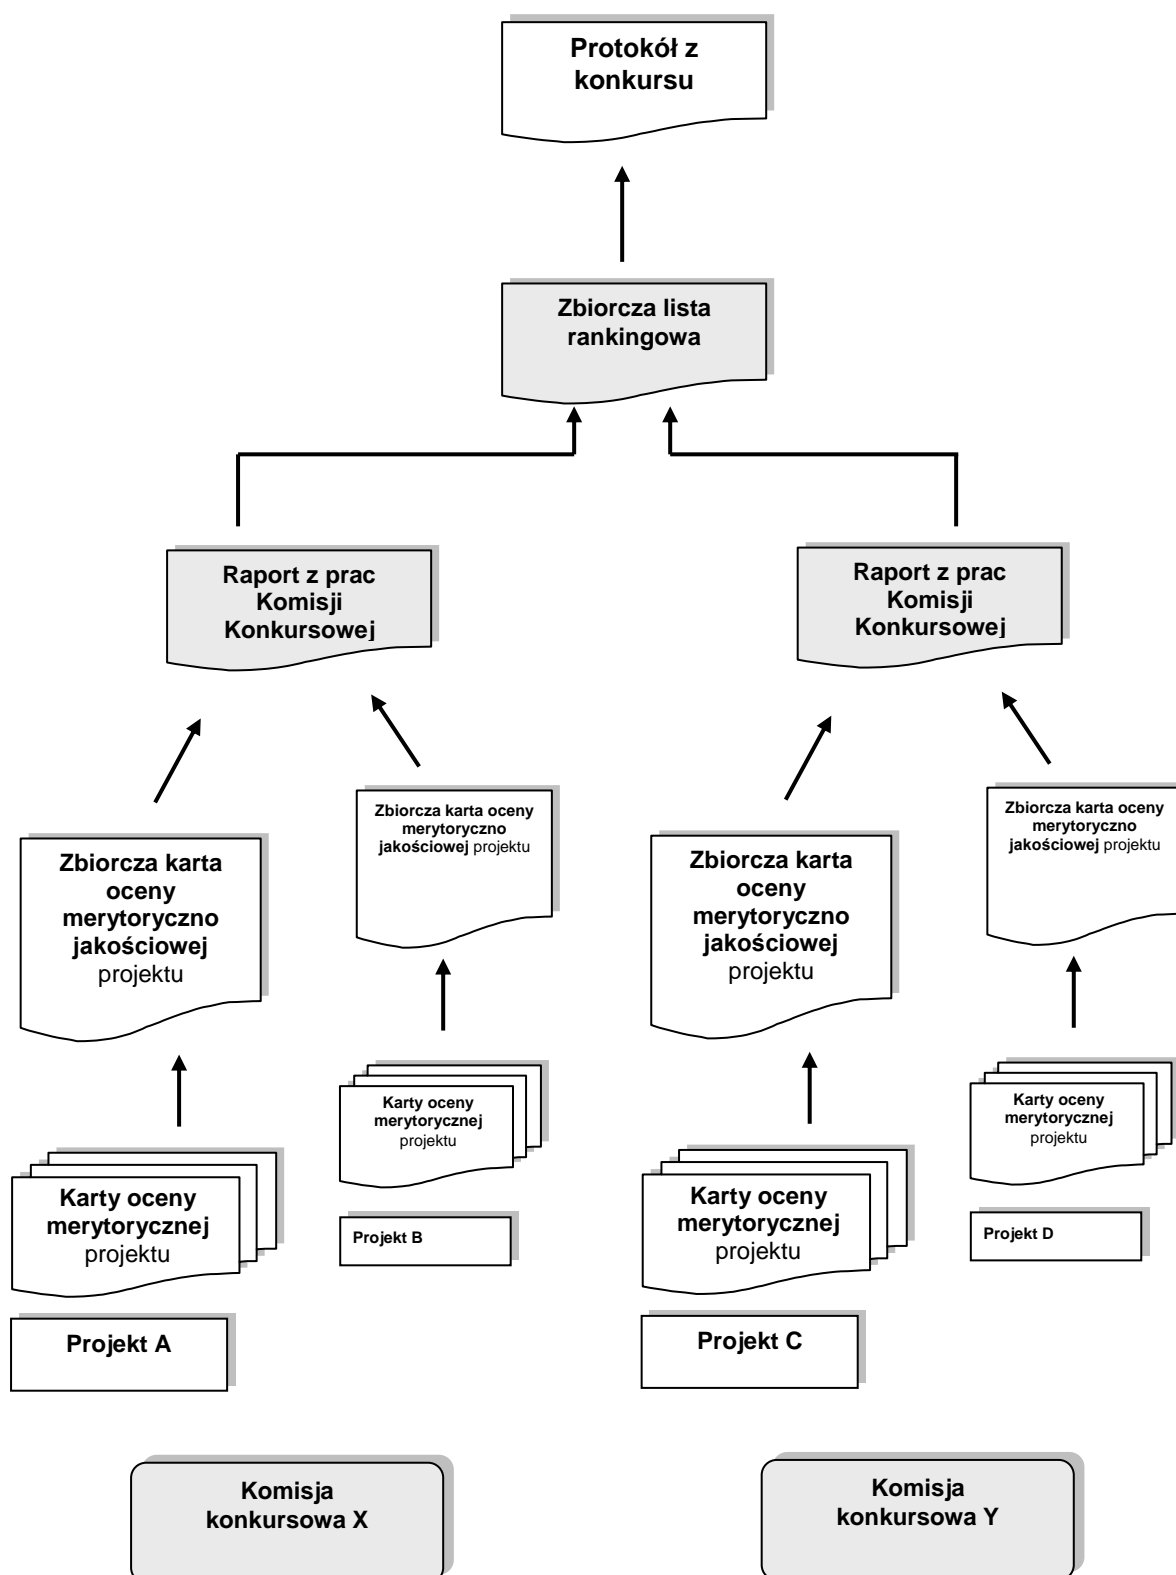 Protokół z
konkursu
Zbiorcza lista
rankingowa
Raport z prac
Komisji
Konkursowej
Raport z prac
Komisji
Konkursowej
Zbiorcza karta
oceny
merytoryczno
jakościowej
projektu
Zbiorcza karta oceny
merytoryczno
jakościowej projektu
Zbiorcza karta
oceny
merytoryczno
jakościowej
projektu
Zbiorcza karta oceny
merytoryczno
jakościowej projektu
Karty oceny
merytorycznej
projektu
Karty oceny
merytorycznej
projektu
Karty oceny
merytorycznej
projektu
Karty oceny
merytorycznej
projektu
Projekt A
Projekt B
Projekt C
Projekt D
Komisja
konkursowa X
Komisja
konkursowa Y